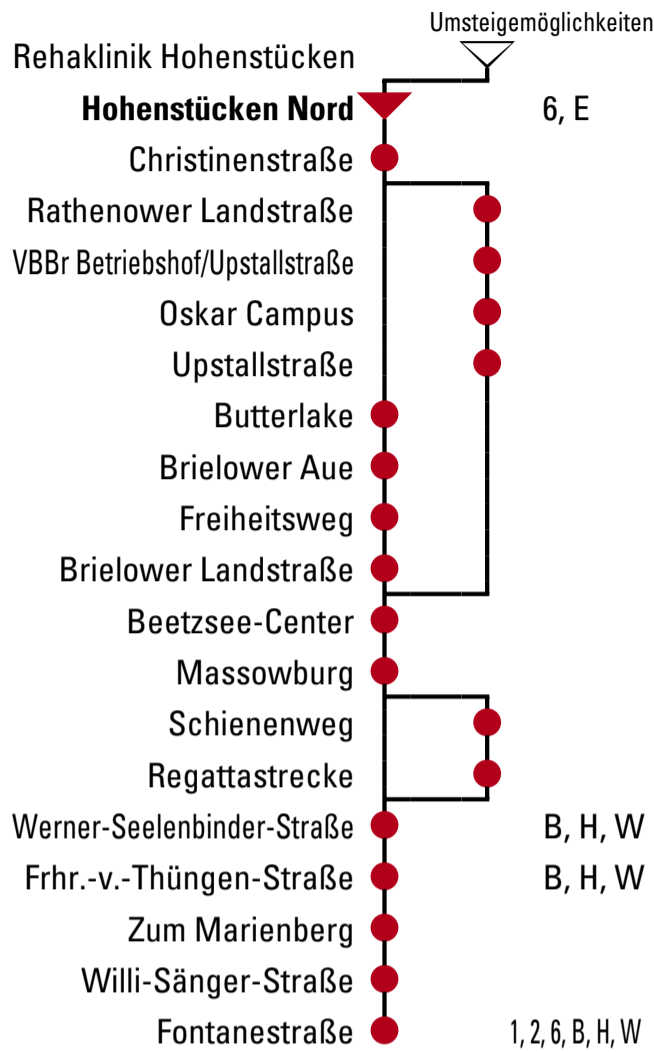 Umsteigemöglichkeiten
Rehaklinik Hohenstücken
Hohenstücken Nord 6, E
Christinenstraße
Rathenower Landstraße
VBBr Betriebshof/Upstallstraße
Oskar Campus
Upstallstraße
Butterlake
Brielower Aue
Freiheitsweg
Brielower Landstraße
Beetzsee-Center
Massowburg
Schienenweg
Regattastrecke
Werner-Seelenbinder-Straße B, H, W
Frhr.-v.-Thüngen-Straße B, H, W
Zum Marienberg
Willi-Sänger-Straße
Fontanestraße 1, 2, 6, B, H, W